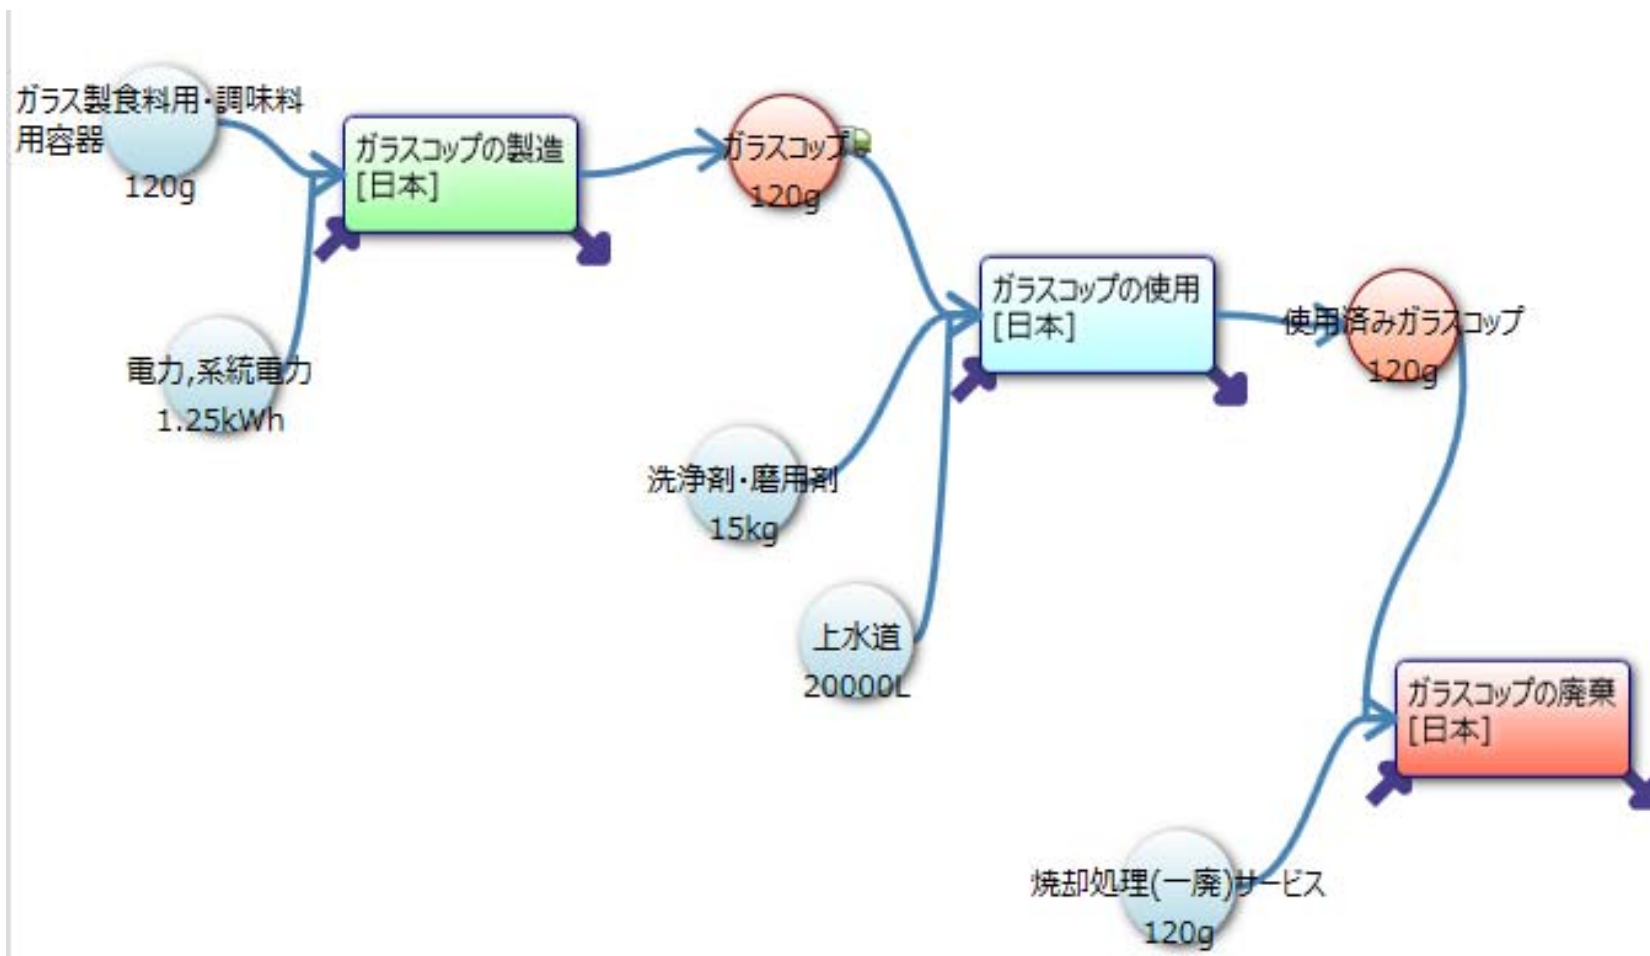 ガラス製食料用・調味料
用容器
120g
ガラスコップの製造
[日本]
ガラスコップ
120g
電力,系統電力
1.25kWh
ガラスコップの使用
[日本]
使用済みガラスコップ
120g
洗浄剤・磨用剤
15kg
上水道
20000L
ガラスコップの廃棄
[日本]
焼却処理(一廃)サービス
120g